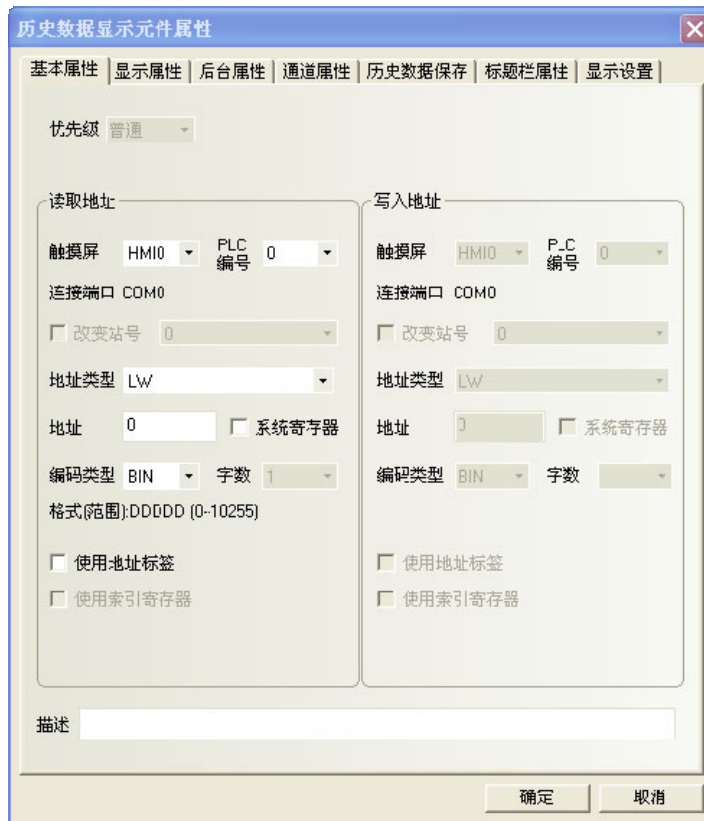 历史数据显示元件属性
基本属性 显示属性 后台属性 通道属性 历史数据保存 标题栏属性 显示设置
优先级 普通
读取地址
触摸屏 HMI0 PLC编号 0
连接端口 COM0
改变站号 0
地址类型 LW
地址 0 系统寄存器
编码类型 BIN 字数 1
格式(范围):DDDDD (0-10255)
使用地址标签
使用索引寄存器
写入地址
触摸屏 HMI0 PLC编号 0
连接端口 COM0
改变站号 0
地址类型 LW
地址 0 系统寄存器
编码类型 BIN 字数
使用地址标签
使用索引寄存器
描述
确定 取消